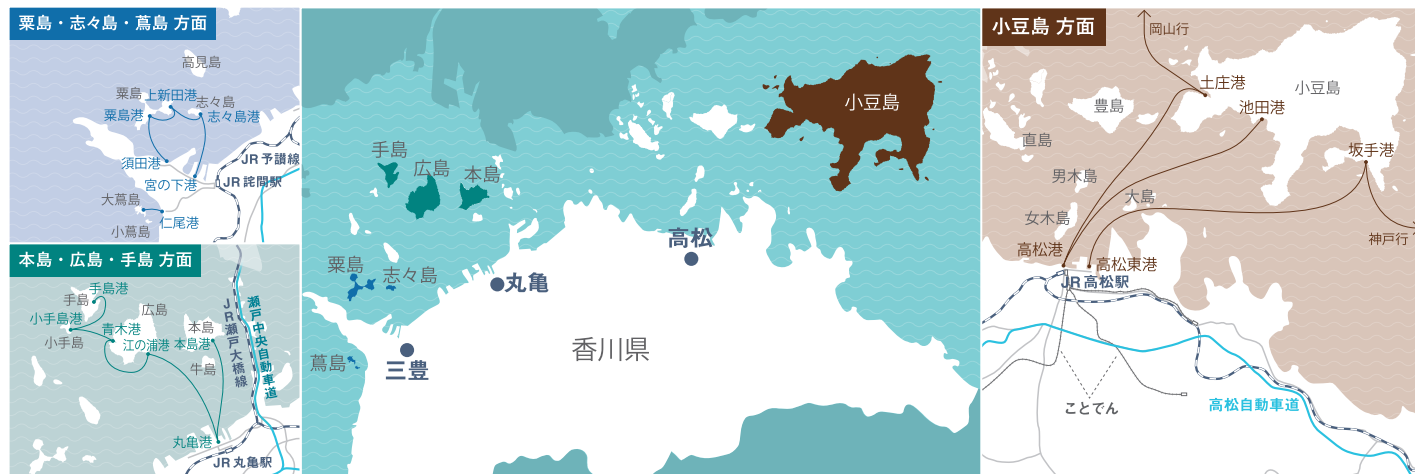 粟島・志々島・蔦島 方面
高見島
粟島
上新田港
志々島
粟島港
志々島港
須田港
JR予讃線
宮の下港
JR 詫間駅
大蔦島
仁尾港
小蔦島
本島・広島・手島 方面
手島港
手島
広島
小手島港
青木港
本島
小手島
江の浦港
本島港
牛島
JR瀬戸大橋線
瀬戸中央自動車道
丸亀港
JR 丸亀駅
小豆島
手島
広島
本島
高松
粟島
志々島
丸亀
香川県
蔦島
三豊
小豆島 方面
岡山行
土庄港
小豆島
豊島
池田港
直島
坂手港
男木島
大島
女木島
神戸行
高松港
高松東港
JR 高松駅
ことでん
高松自動車道